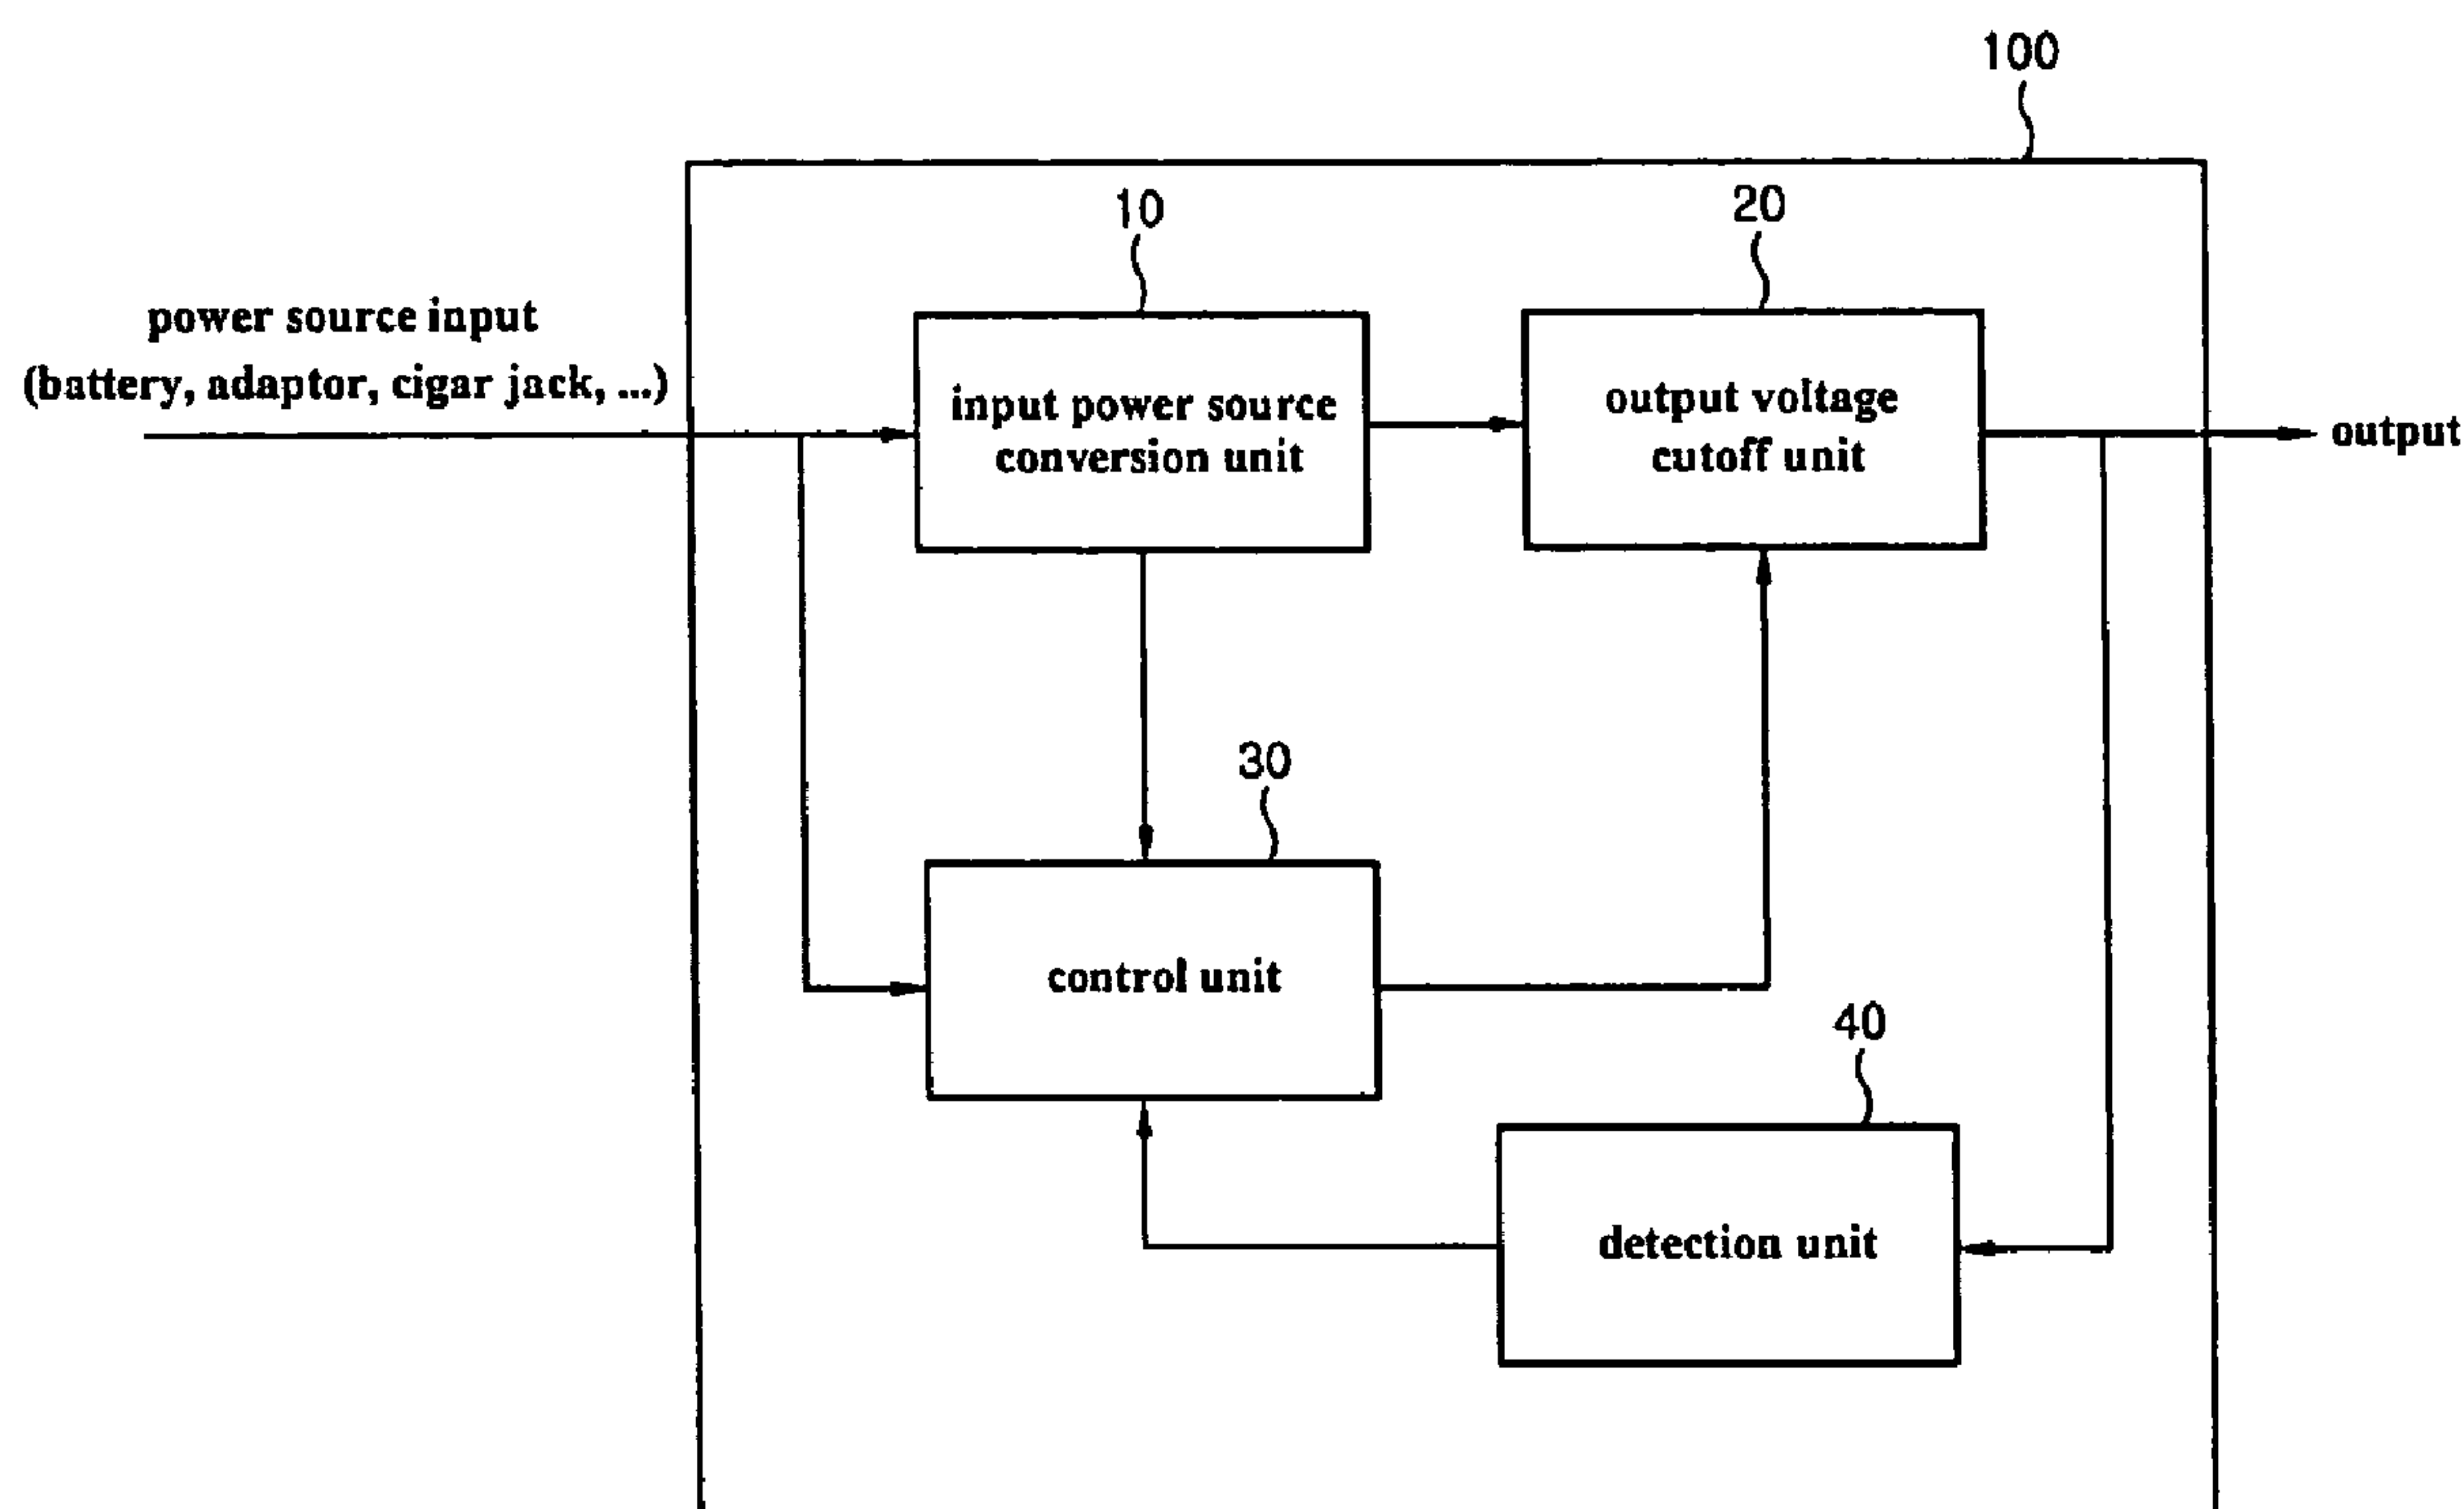 100
10
20
power source input
(battery, adaptor, cigar jack, ...)
input power source
conversion unit
output voltage
cutoff unit
output
30
control unit
40
detection unit